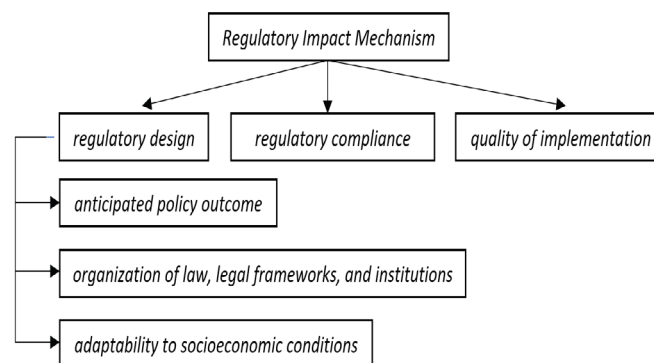 Regulatory Impact Mechanism
regulatory design
regulatory compliance
quality of implementation
anticipated policy outcome
organization of law, legal frameworks, and institutions
adaptability to socioeconomic conditions